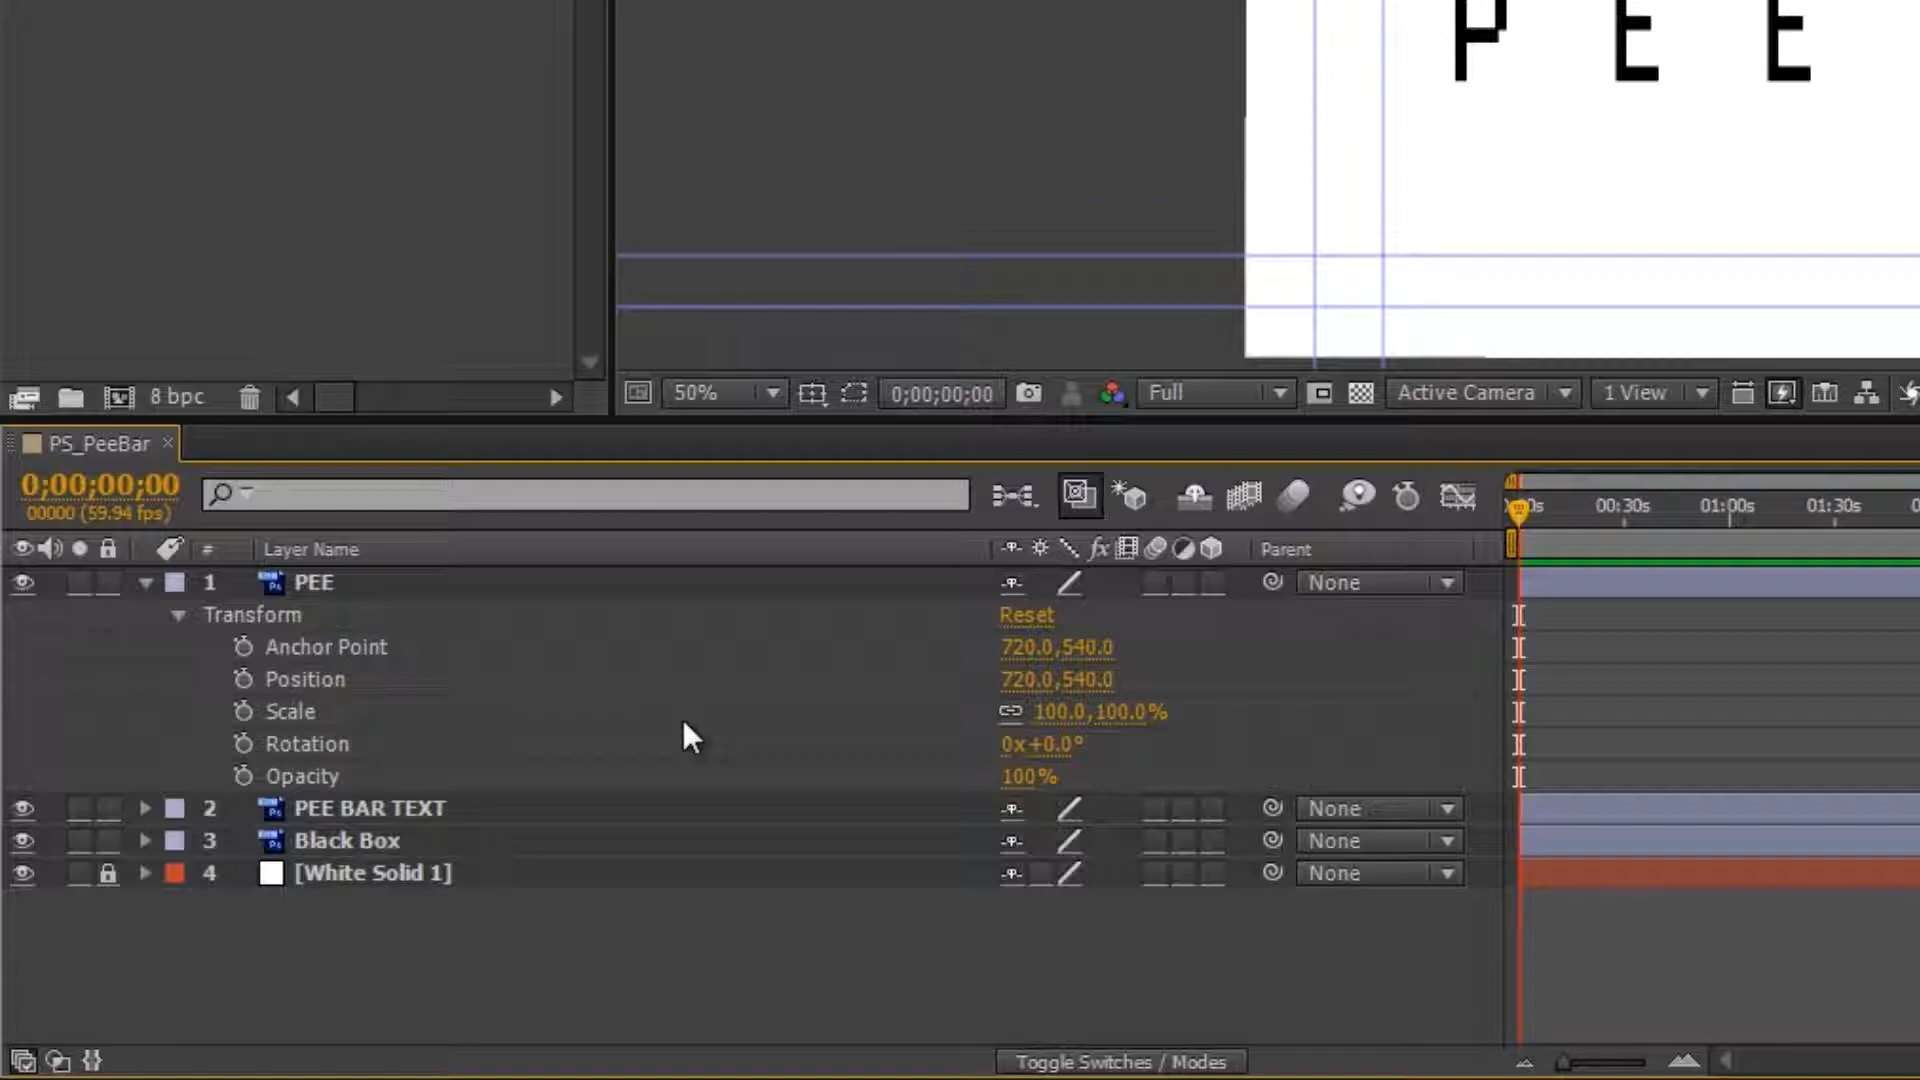 P E E
8 bpc
50%
0;00;00;00
Full
Active Camera
1 View
PS_PeeBar
0;00;00;00
00000 (59.94 fps)
00:30s 01:00s 01:30s
# Layer Name
fx
Parent
1 PEE None
Transform Reset
Anchor Point 720.0,540.0
Position 720.0,540.0
Scale 100.0,100.0%
Rotation 0x+0.0°
Opacity 100%
2 PEE BAR TEXT None
3 Black Box None
4 [White Solid 1] None
Toggle Switches / Modes